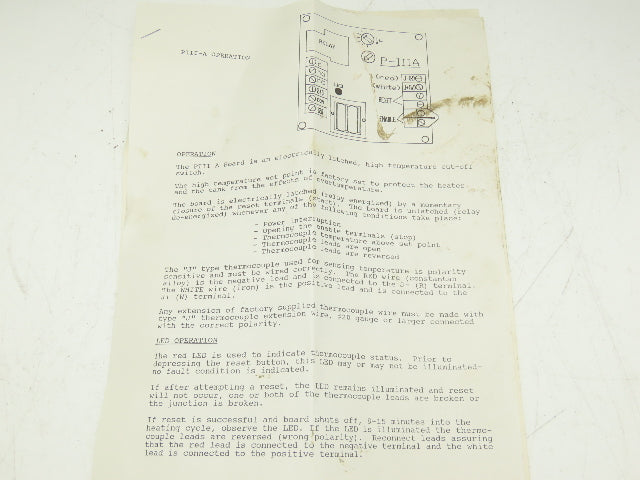 P111-A OPERATION
RELAY
P-111A
(red) J-R
(white) J+W
RESET
ENABLE
LED
OPERATION
The P111 A Board is an electrically latched, high temperature cut-off
switch.
The high temperature set point is factory set to protect the heater
and the tank from the effects of overtemperature.
The board is electrically latched (relay energized) by a momentary
closure of the reset terminals (start). The board is unlatched (relay
de-energized) whenever any of the following conditions take place:
- Power interruption
- Opening the enable terminals (stop)
- Thermocouple temperature above set point
- Thermocouple leads are open
- Thermocouple leads are reversed
The "J" type thermocouple used for sensing temperature is polarity
sensitive and must be wired correctly. The RED wire (constantan
alloy) is the negative lead and is connected to the J- (R) terminal.
The WHITE wire (iron) is the positive lead and is connected to the
J+ (W) terminal.
Any extension of factory supplied thermocouple wire must be made with
type "J" thermocouple extension wire, #20 gauge or larger connected
with the correct polarity.
LED OPERATION
The red LED is used to indicate thermocouple status. Prior to
depressing the reset button, this LED may or may not be illuminated-
no fault condition is indicated.
If after attempting a reset, the LED remains illuminated and reset
will not occur, one or both of the thermocouple leads are broken or
the junction is broken.
If reset is successful and board shuts off, 9-15 minutes into the
heating cycle, observe the LED. If the LED is illuminated the thermo-
couple leads are reversed (wrong polarity). Reconnect leads assuring
that the red lead is connected to the negative terminal and the white
lead is connected to the positive terminal.